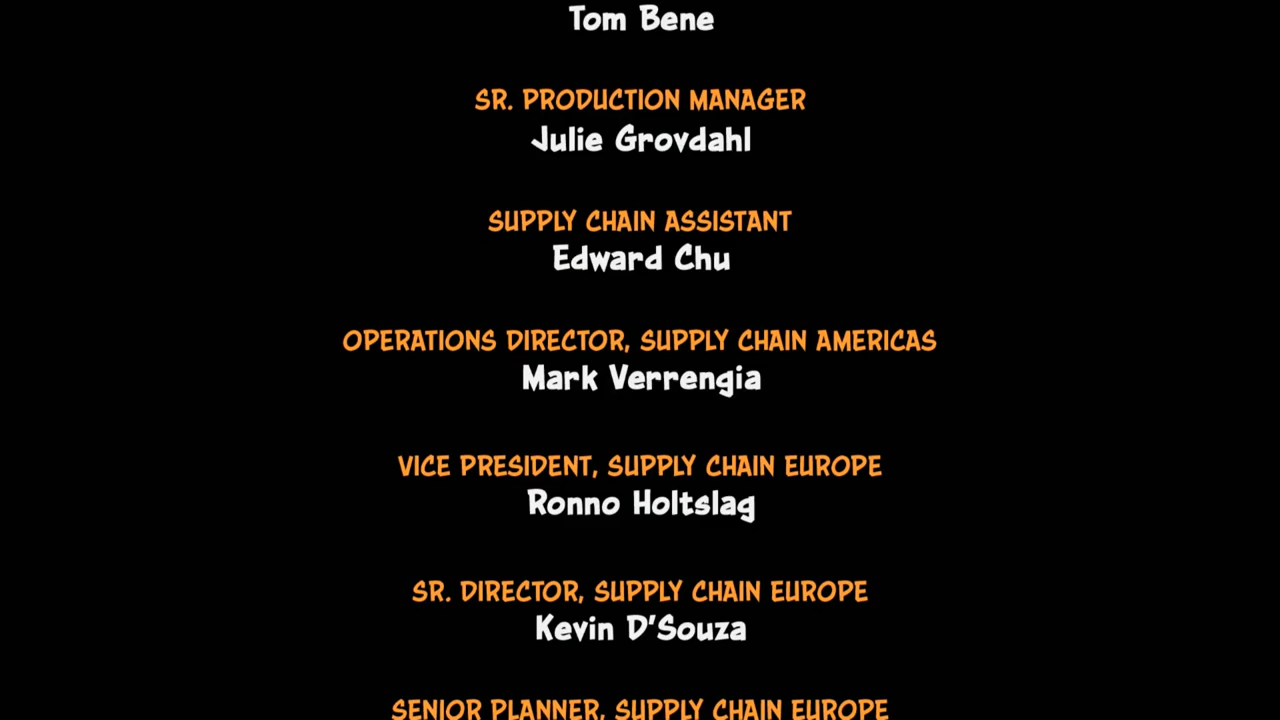 Tom Bene
SR. PRODUCTION MANAGER
Julie Grovdahl
SUPPLY CHAIN ASSISTANT
Edward Chu
OPERATIONS DIRECTOR, SUPPLY CHAIN AMERICAS
Mark Verrengia
VICE PRESIDENT, SUPPLY CHAIN EUROPE
Ronno Holtslag
SR. DIRECTOR, SUPPLY CHAIN EUROPE
Kevin D'Souza
SENIOR PLANNER, SUPPLY CHAIN EUROPE